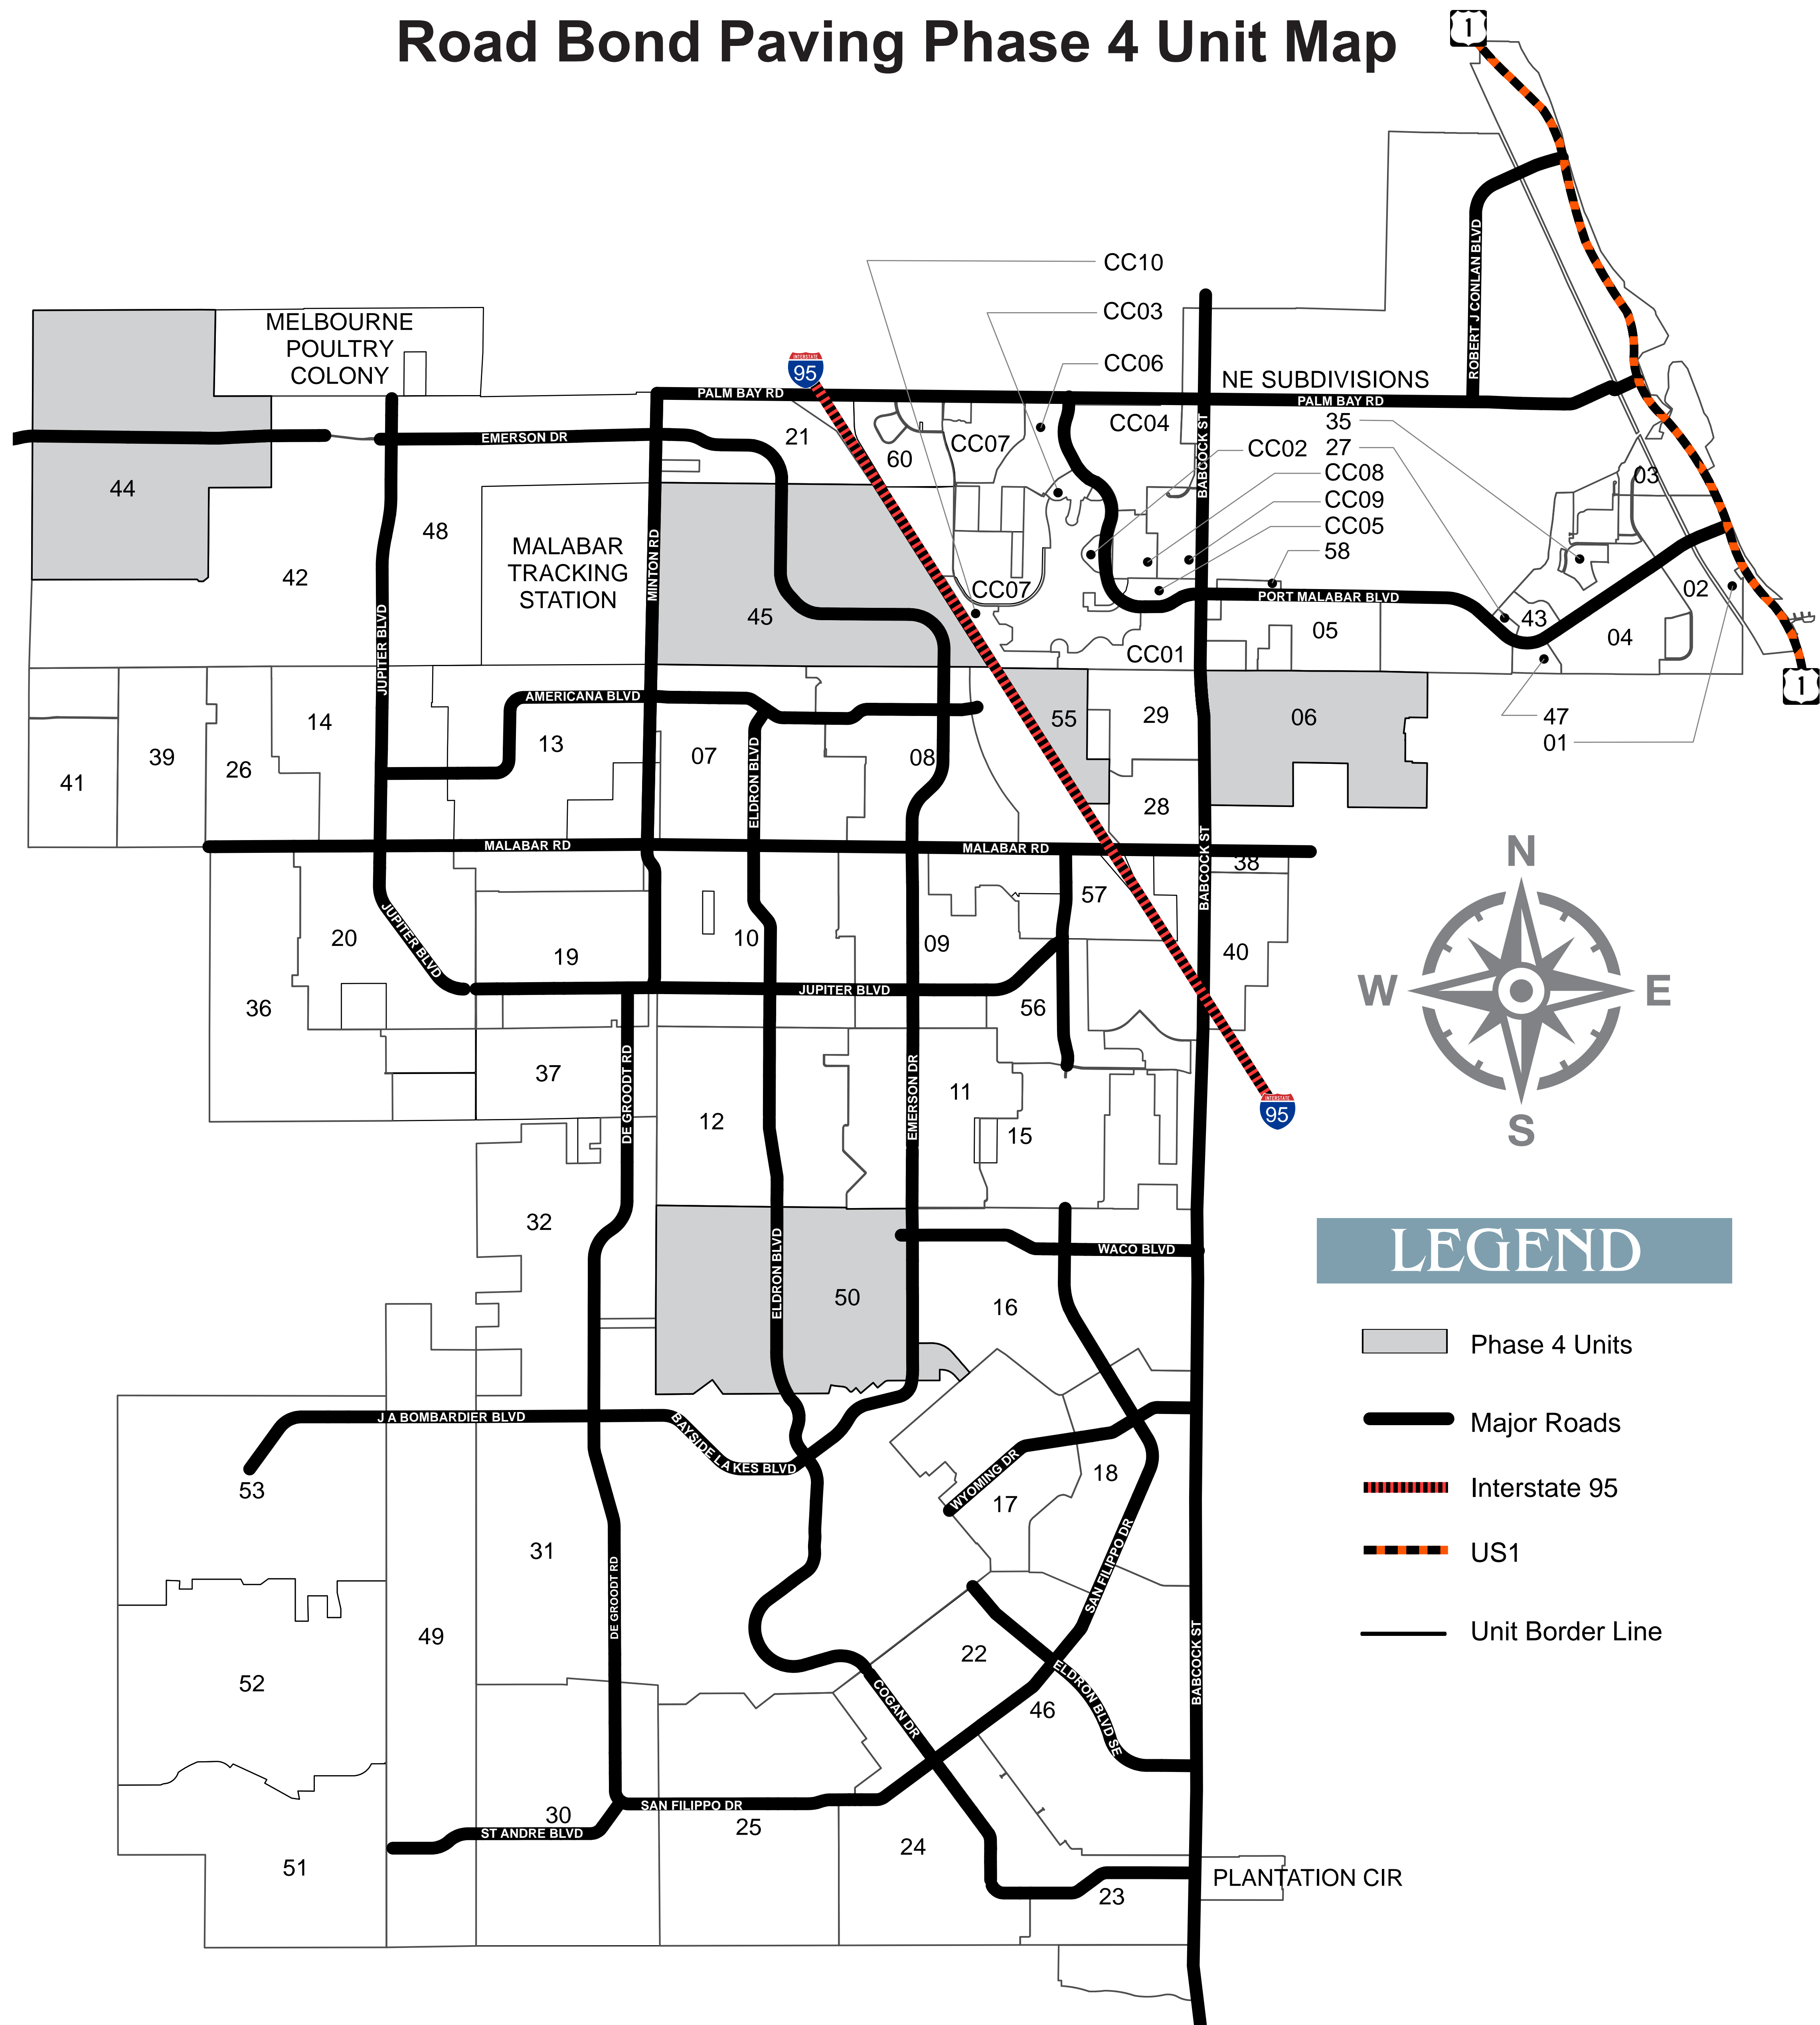 Road Bond Paving Phase 4 Unit Map
1
CC10
CC03
CC06
ROBERT J CONLAN BLVD
MELBOURNE
POULTRY
COLONY
INTERSTATE
95
NE SUBDIVISIONS
PALM BAY RD
PALM BAY RD
CC04
35
EMERSON DR
21
60
CC07
CC02
27
BABCOCK ST
CC08
03
44
CC09
CC05
58
48
MALABAR
TRACKING
STATION
MINTON RD
42
JUPITER BLVD
45
CC07
PORT MALABAR BLVD
02
43
05
04
CC01
1
AMERICANA BLVD
14
13
39
26
41
07
ELDRON BLVD
08
55
29
06
47
01
28
MALABAR RD
MALABAR RD
BABCOCK ST
38
N
57
JUPITER BLVD
20
19
10
09
40
W
E
JUPITER BLVD
36
56
DE GROODT RD
37
EMERSON DR
11
INTERSTATE
95
12
15
S
32
ELDRON BLVD
WACO BLVD
LEGEND
50
16
Phase 4 Units
J A BOMBARDIER BLVD
BAYSIDE LAKES BLVD
Major Roads
53
WYOMING DR
18
17
Interstate 95
SAN FILIPPO DR
31
US1
DE GROODT RD
49
22
BABCOCK ST
Unit Border Line
52
COGAN DR
ELDRON BLVD SE
46
30
SAN FILIPPO DR
25
ST ANDRE BLVD
24
51
23
PLANTATION CIR